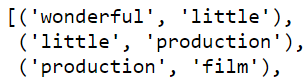 [('wonderful', 'little'),
('little', 'production'),
('production', 'film'),